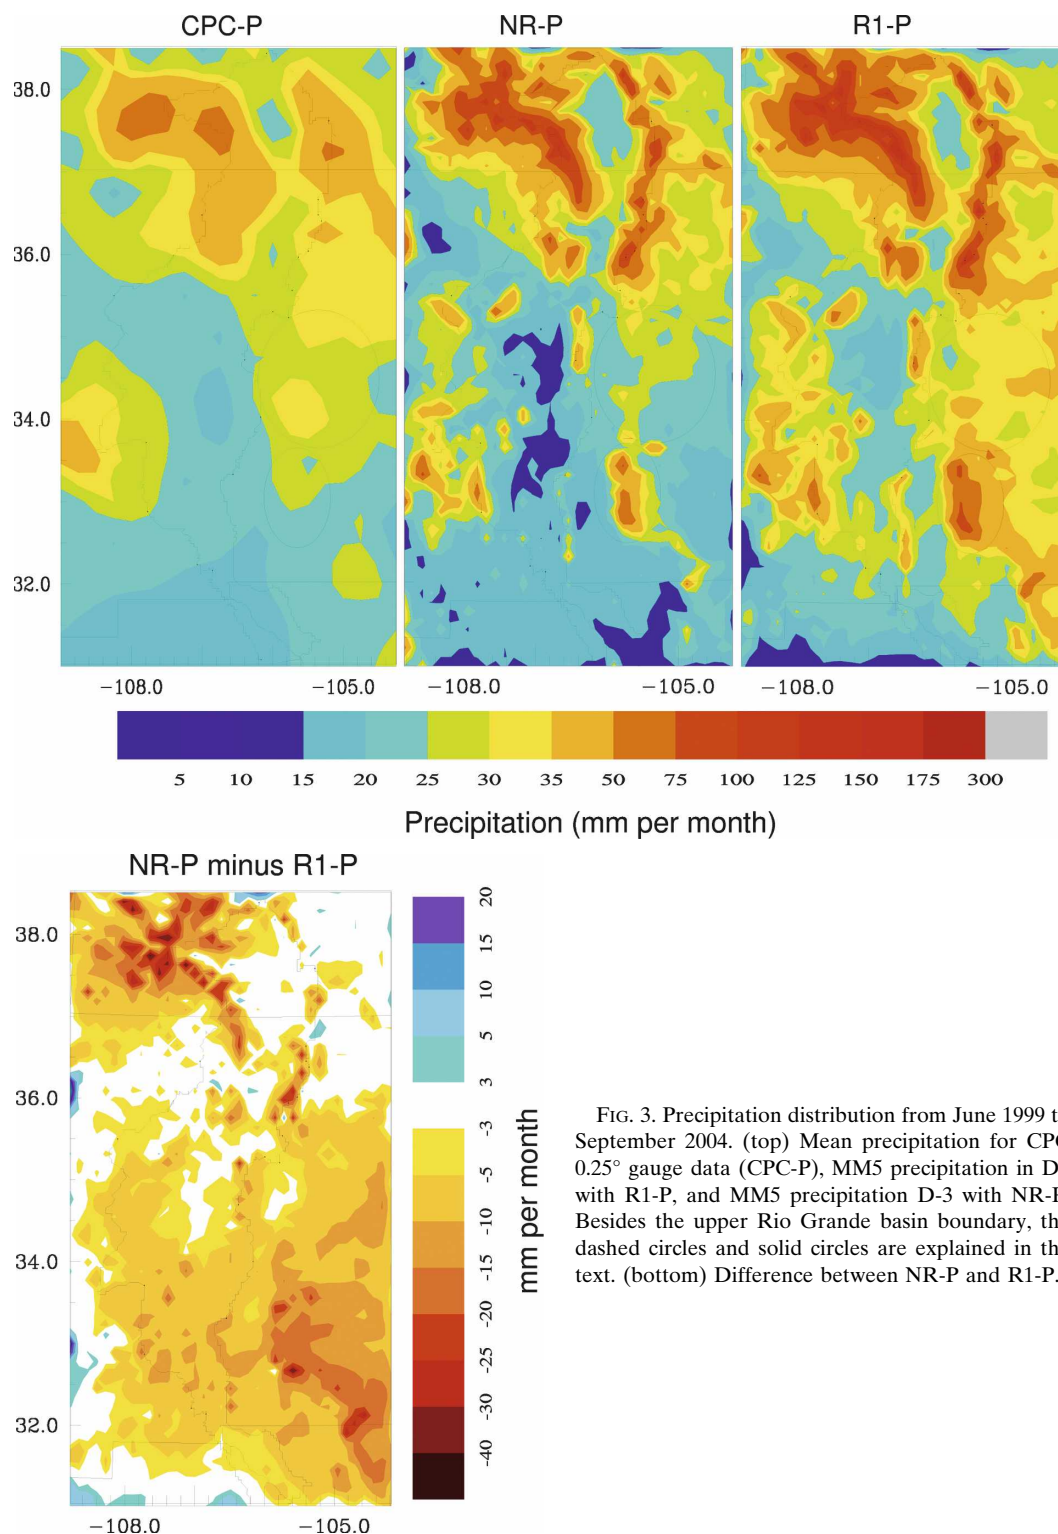 CPC-P NR-P R1-P
38.0
36.0
34.0
32.0
−108.0 −105.0 −108.0 −105.0 −108.0 −105.0
5 10 15 20 25 30 35 50 75 100 125 150 175 300
Precipitation (mm per month)
NR-P minus R1-P
38.0
36.0
34.0
32.0
−108.0 −105.0
20
15
10
5
3
-3
-5
-10
-15
-20
-25
-30
-40
mm per month
FIG. 3. Precipitation distribution from June 1999 t
September 2004. (top) Mean precipitation for CPC
0.25° gauge data (CPC-P), MM5 precipitation in D
with R1-P, and MM5 precipitation D-3 with NR-P
Besides the upper Rio Grande basin boundary, th
dashed circles and solid circles are explained in th
text. (bottom) Difference between NR-P and R1-P.